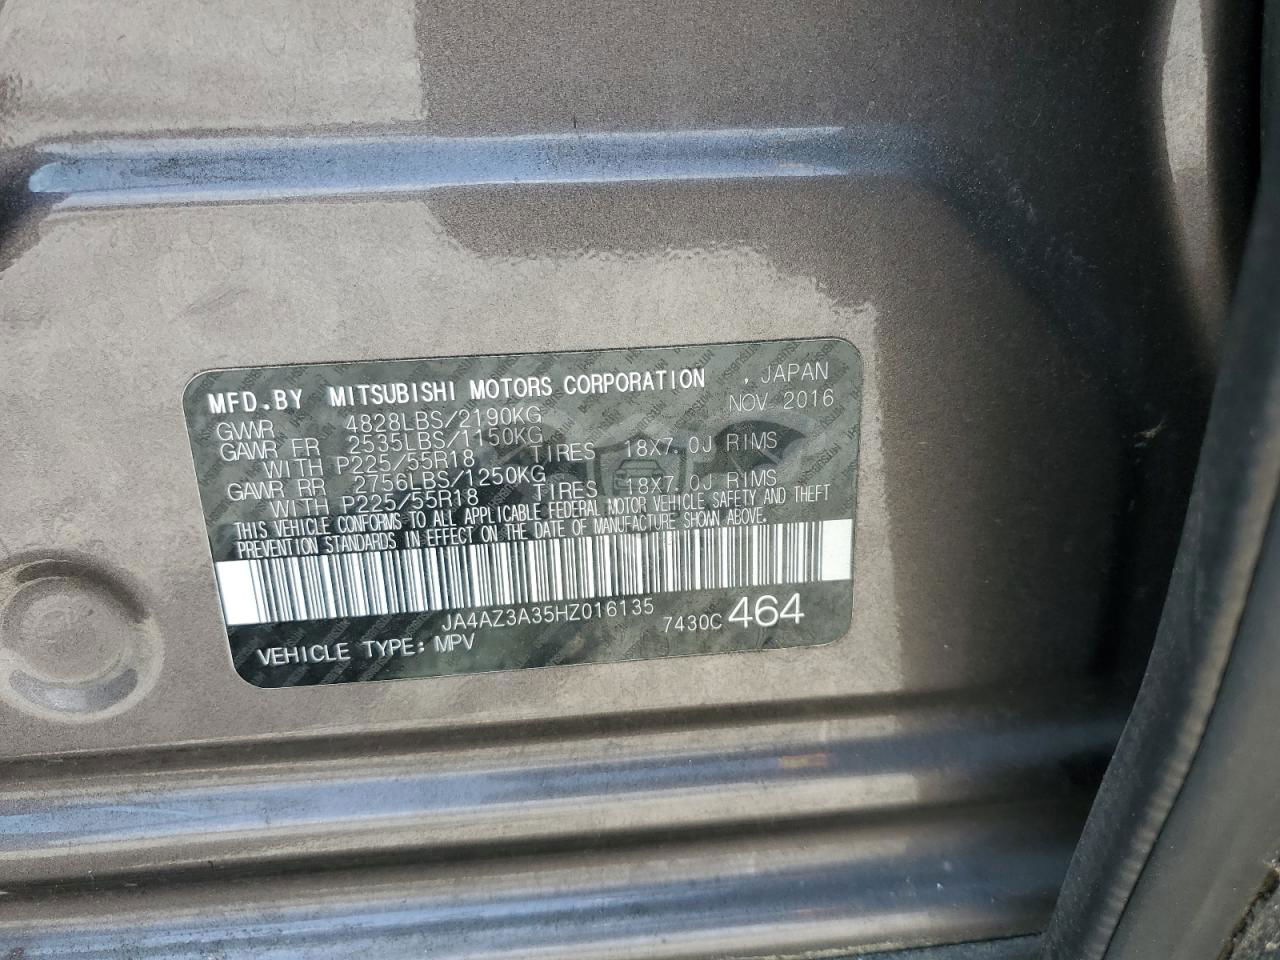 MFD.BY MITSUBISHI MOTORS CORPORATION , JAPAN
GVWR 4828LBS/2190KG NOV 2016
GAWR FR 2535LBS/1150KG
WITH P225/55R18 TIRES 18X7.0J RIMS
GAWR RR 2756LBS/1250KG
WITH P225/55R18 TIRES 18X7.0J RIMS
THIS VEHICLE CONFORMS TO ALL APPLICABLE FEDERAL MOTOR VEHICLE SAFETY AND THEFT
PREVENTION STANDARDS IN EFFECT ON THE DATE OF MANUFACTURE SHOWN ABOVE.
JA4AZ3A35HZ016135 7430C 464
VEHICLE TYPE: MPV